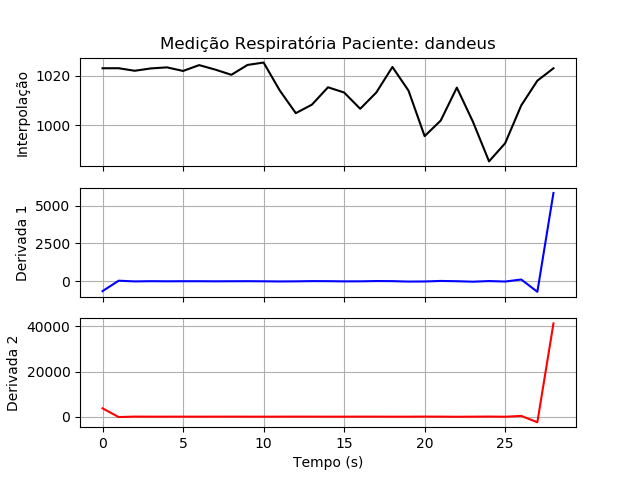 Medição Respiratória Paciente: dandeus
Interpolação
1020
1000
Derivada 1
5000
2500
0
Derivada 2
40000
20000
0
0 5 10 15 20 25
Tempo (s)